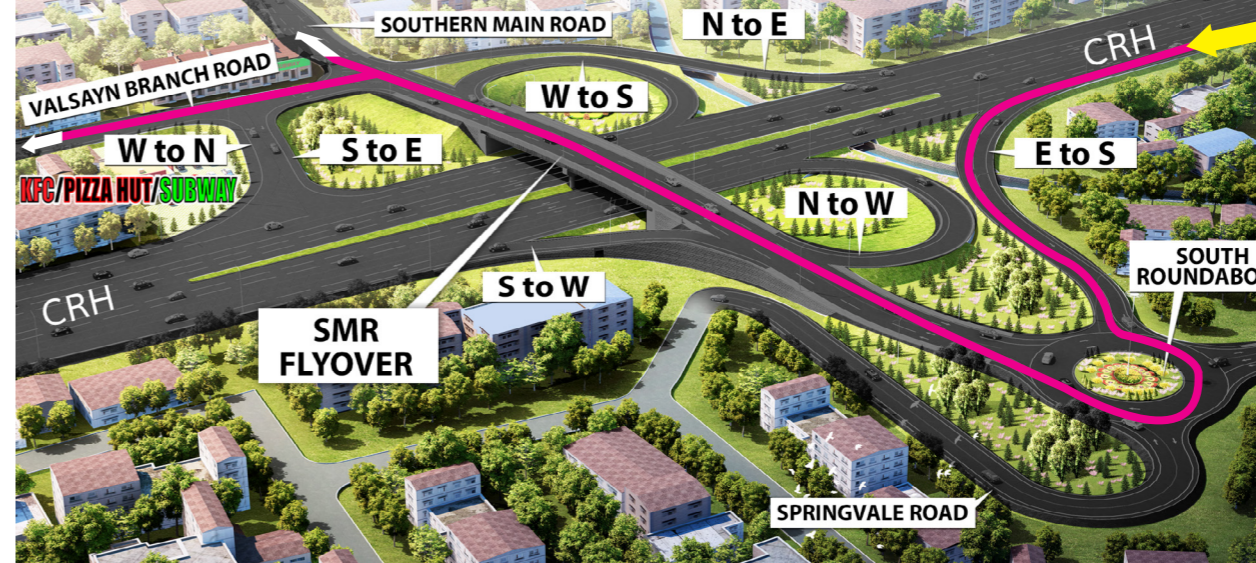 SOUTHERN MAIN ROAD
N to E
CRH
VALSAYN BRANCH ROAD
W to S
W to N
S to E
E to S
KFC/PIZZA HUT/SUBWAY
N to W
SOUTH
S to W
CRH
SMR
FLYOVER
SPRINGVALE ROAD